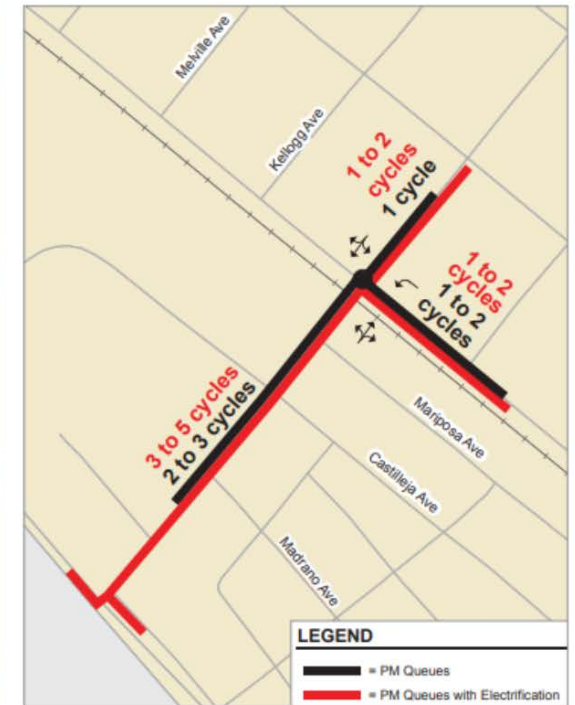 Melville Ave
Kellogg Ave
1 to 2
cycles
1 cycle
1 to 2
cycles
1 to 2
cycles
3 to 5 cycles
2 to 3 cycles
Mariposa Ave
Castilleja Ave
Madrano Ave
LEGEND
= PM Queues
= PM Queues with Electrification